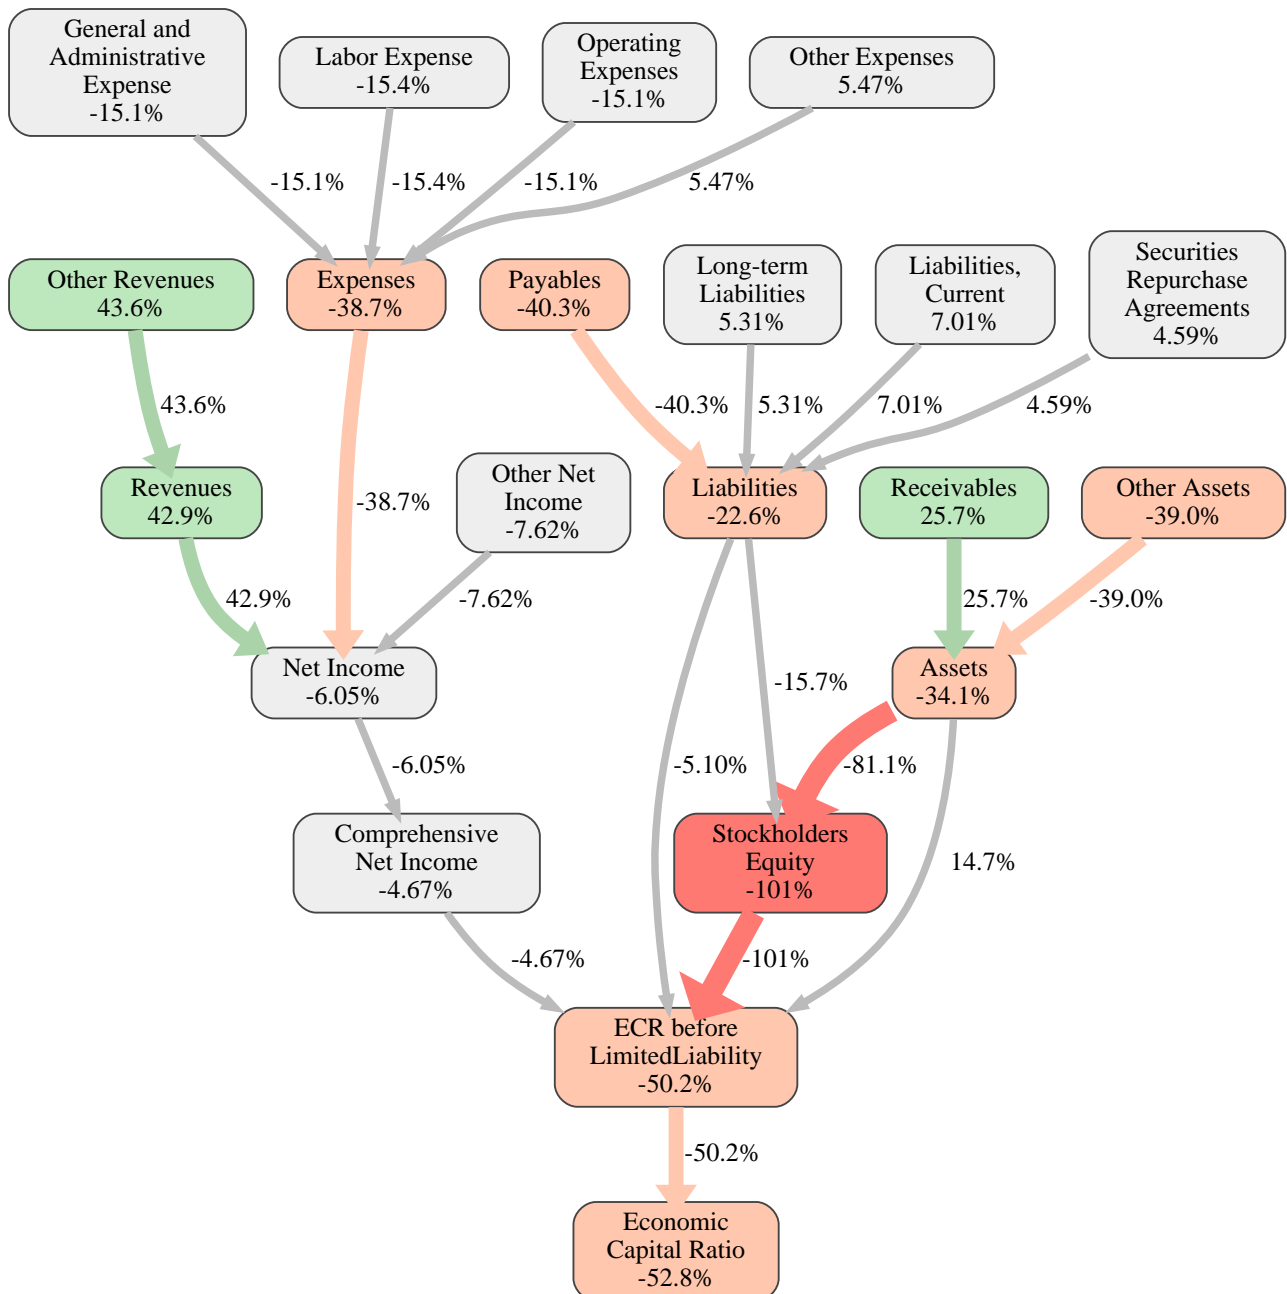 General and
Administrative
Expense
-15.1%
Labor Expense
-15.4%
Operating
Expenses
-15.1%
Other Expenses
5.47%
-15.1%
-15.4%
-15.1%
5.47%
Other Revenues
43.6%
Expenses
-38.7%
Payables
-40.3%
Long-term
Liabilities
5.31%
Liabilities,
Current
7.01%
Securities
Repurchase
Agreements
4.59%
43.6%
-40.3%
5.31%
7.01%
4.59%
Revenues
42.9%
-38.7%
Other Net
Income
-7.62%
Liabilities
-22.6%
Receivables
25.7%
Other Assets
-39.0%
42.9%
-7.62%
25.7%
-39.0%
Net Income
-6.05%
-15.7%
Assets
-34.1%
-6.05%
-5.10%
-81.1%
Comprehensive
Net Income
-4.67%
Stockholders
Equity
-101%
14.7%
-4.67%
-101%
ECR before
LimitedLiability
-50.2%
-50.2%
Economic
Capital Ratio
-52.8%